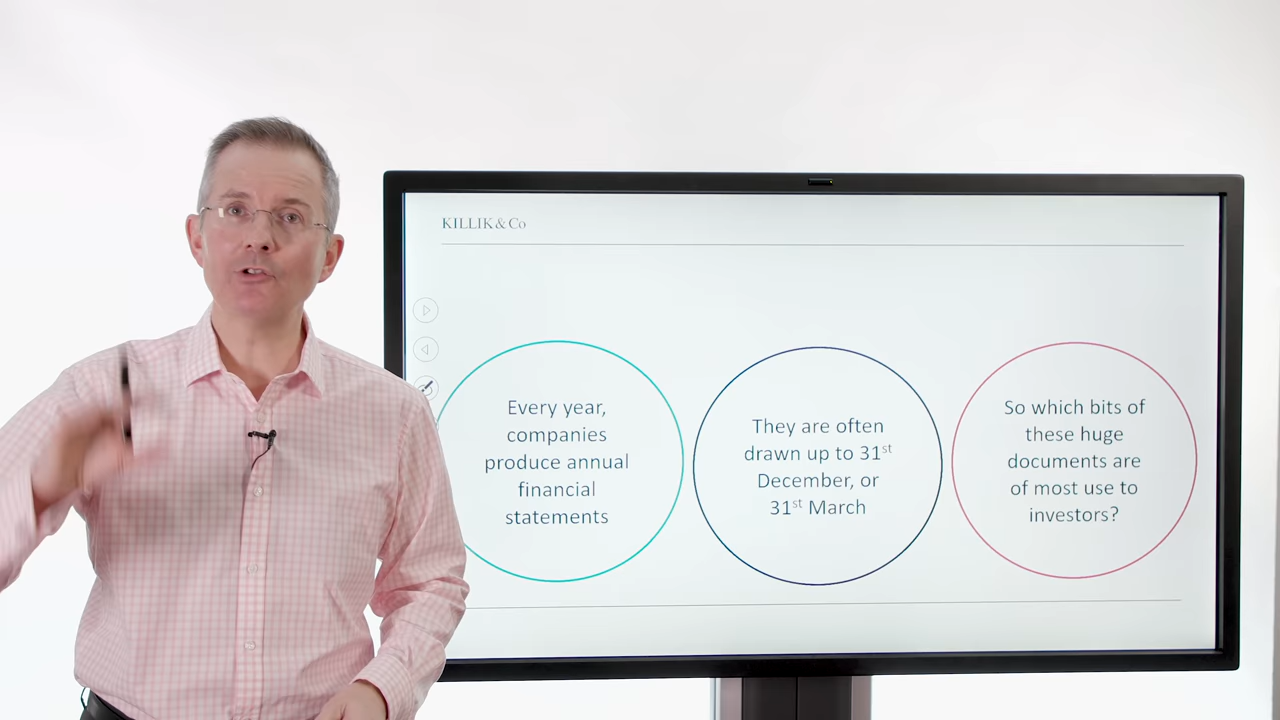 KILLIK & Co
Every year,
companies
produce annual
financial
statements
They are often
drawn up to 31st
December, or
31st March
So which bits of
these huge
documents are
of most use to
investors?